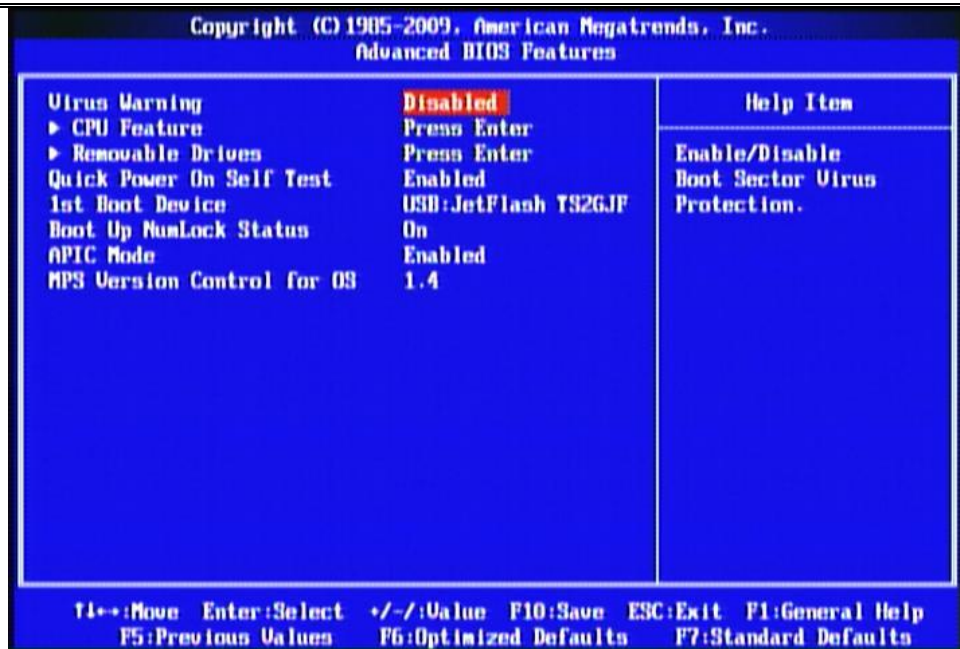 Copyright (C)1985-2009, American Megatrends, Inc.
Advanced BIOS Features
Virus Warning Disabled
► CPU Feature Press Enter
► Removable Drives Press Enter
Quick Power On Self Test Enabled
1st Boot Device USB:JetFlash TS2GJF
Boot Up NumLock Status On
APIC Mode Enabled
MPS Version Control for OS 1.4
Help Item
Enable/Disable
Boot Sector Virus
Protection.
↑↓←→:Move Enter:Select +/-/:Value F10:Save ESC:Exit F1:General Help
F5:Previous Values F6:Optimized Defaults F7:Standard Defaults